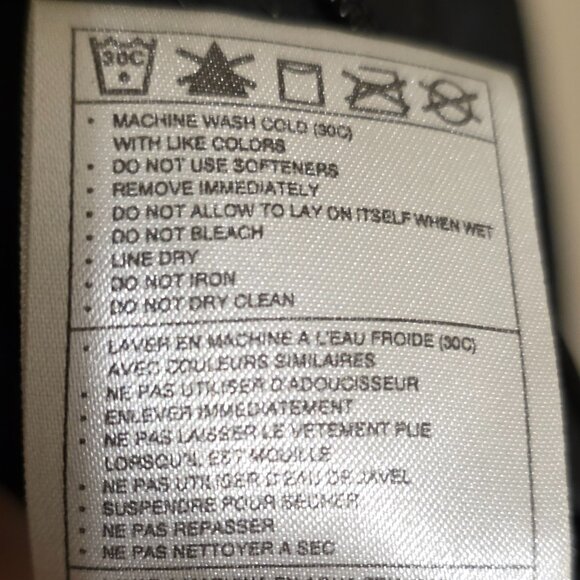 30C
• MACHINE WASH COLD (30C)
WITH LIKE COLORS
• DO NOT USE SOFTENERS
• REMOVE IMMEDIATELY
• DO NOT ALLOW TO LAY ON ITSELF WHEN WET
• DO NOT BLEACH
• LINE DRY
• DO NOT IRON
• DO NOT DRY CLEAN
• LAVER EN MACHINE A L'EAU FROIDE (30C)
AVEC COULEURS SIMILAIRES
• NE PAS UTILISER D'ADOUCISSEUR
• ENLEVER IMMEDIATEMENT
• NE PAS LAISSER LE VETEMENT PLIE
LORSQU'IL EST MOUILLE
• NE PAS UTILISER D'EAU DE JAVEL
• SUSPENDRE POUR SECHER
• NE PAS REPASSER
• NE PAS NETTOYER A SEC